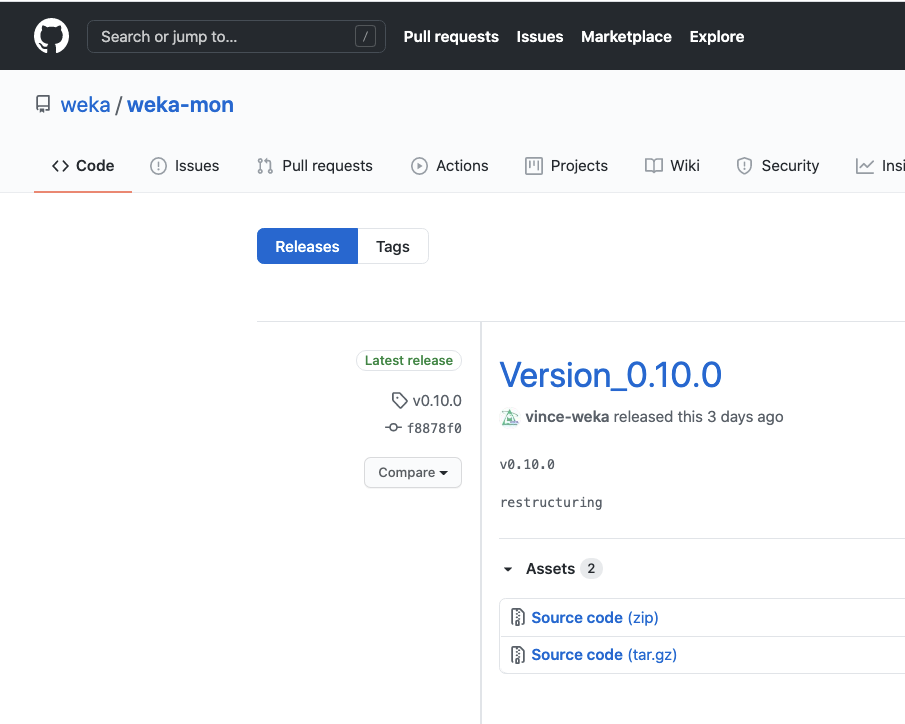 Search or jump to... / Pull requests Issues Marketplace Explore
weka / weka-mon
Code Issues Pull requests Actions Projects Wiki Security Insi
Releases Tags
Latest release
v0.10.0
f8878f0
Compare
Version_0.10.0
vince-weka released this 3 days ago
v0.10.0
restructuring
Assets 2
Source code (zip)
Source code (tar.gz)